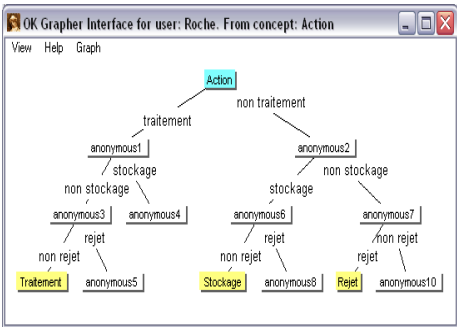 OK Grapher Interface for user: Roche. From concept: Action
View Help Graph
Action
traitement non traitement
anonymous1 anonymous2
stockage non stockage
non stockage stockage
anonymous3 anonymous4 anonymous6 anonymous7
rejet rejet non rejet
non rejet non rejet rejet
Traitement anonymous5 Stockage anonymous8 Rejet anonymous10